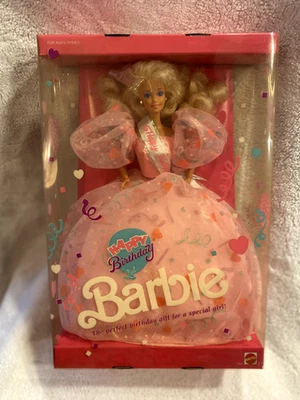 Happy
Birthday
Barbie
The perfect birthday gift for a special girl!